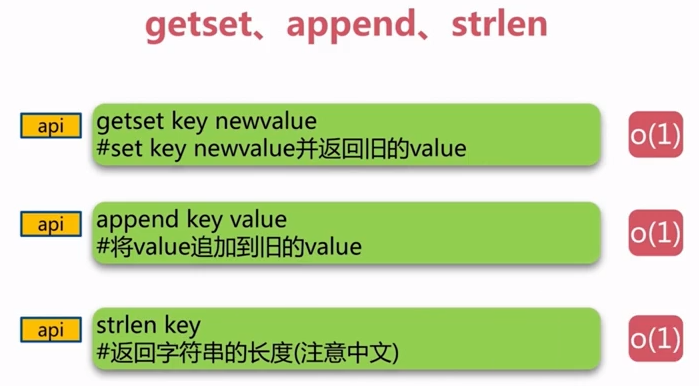 getset、append、strlen
api
getset key newvalue
#set key newvalue并返回旧的value
o(1)
api
append key value
#将value追加到旧的value
o(1)
api
strlen key
#返回字符串的长度(注意中文)
o(1)